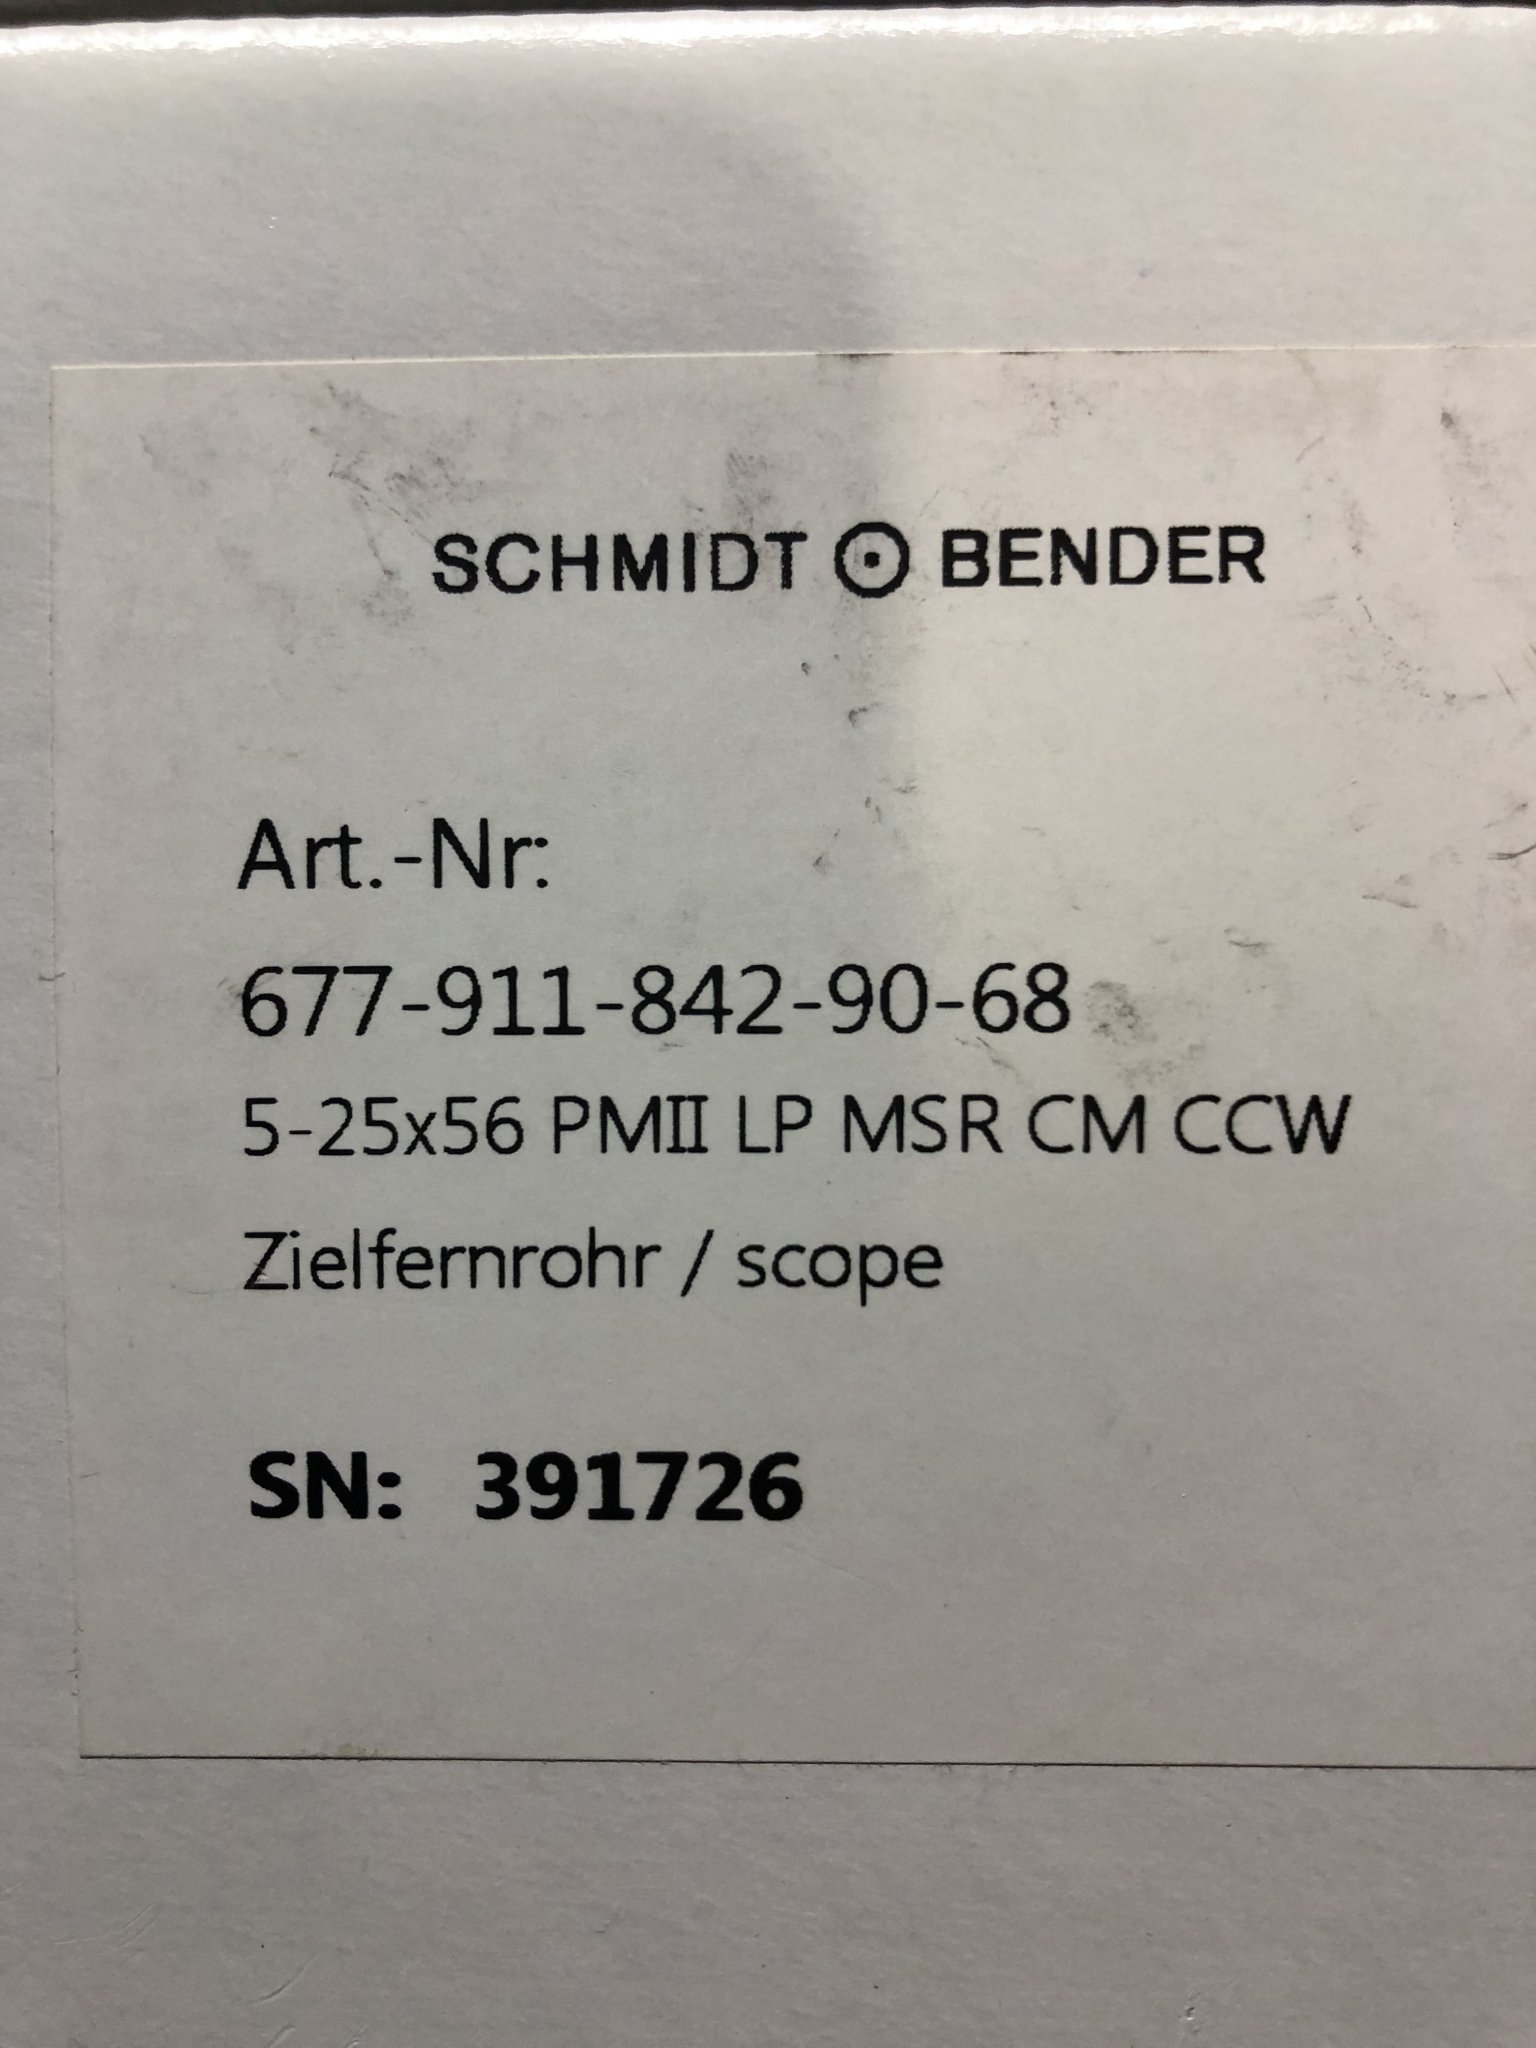 SCHMIDT ⊙ BENDER
Art.-Nr:
677-911-842-90-68
5-25x56 PMII LP MSR CM CCW
Zielfernrohr / scope
SN: 391726